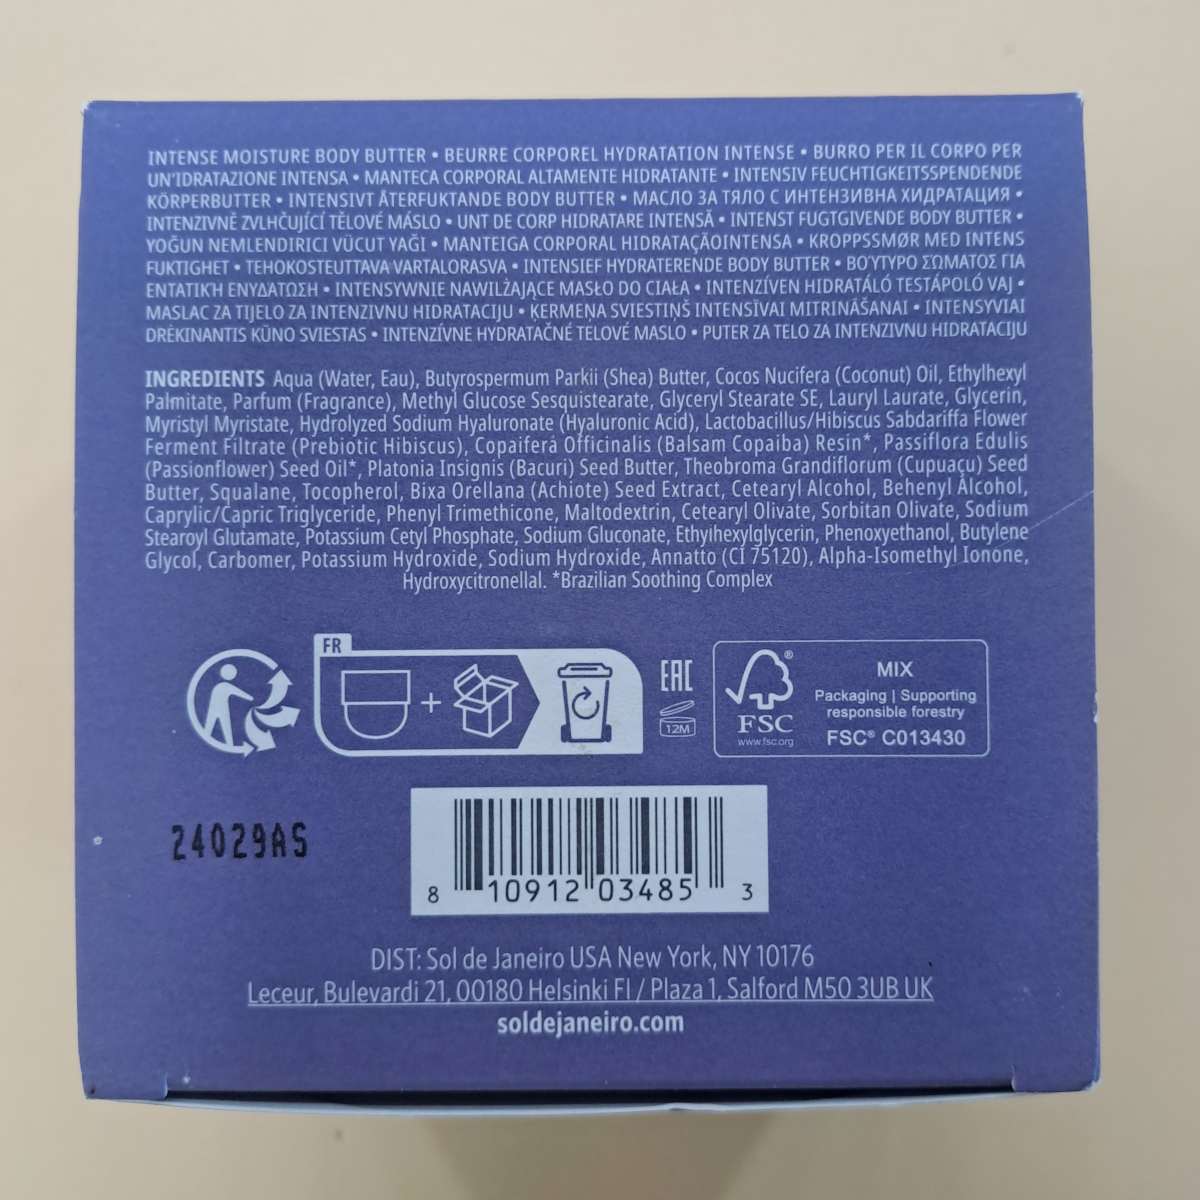 INTENSE MOISTURE BODY BUTTER • BEURRE CORPOREL HYDRATATION INTENSE • BURRO PER IL CORPO PER
UN'IDRATAZIONE INTENSA • MANTECA CORPORAL ALTAMENTE HIDRATANTE • INTENSIV FEUCHTIGKEITSSPENDENDE
KÖRPERBUTTER • INTENSIVT ÅTERFUKTANDE BODY BUTTER • МАСЛО ЗА ТЯЛО С ИНТЕНЗИВНА ХИДРАТАЦИЯ •
INTENZIVNĚ ZVLHČUJÍCÍ TĚLOVÉ MÁSLO • UNT DE CORP HIDRATARE INTENSĂ • INTENST FUGTGIVENDE BODY BUTTER •
YOĞUN NEMLENDIRICI VÜCUT YAĞI • MANTEIGA CORPORAL HIDRATAÇÃOINTENSA • KROPPSSMØR MED INTENS
FUKTIGHET • TEHOKOSTEUTTAVA VARTALORASVA • INTENSIEF HYDRATERENDE BODY BUTTER • ΒΟΎΤΥΡΟ ΣΏΜΑΤΟΣ ΓΙΑ
ΕΝΤΑΤΙΚΉ ΕΝΥΔΆΤΩΣΗ • INTENSYWNIE NAWILŻAJĄCE MASŁO DO CIAŁA • INTENZÍVEN HIDRATÁLÓ TESTÁPOLÓ VAJ •
MASLAC ZA TIJELO ZA INTENZIVNU HIDRATACIJU • ĶERMEŅA SVIESTIŅŠ INTENSĪVAI MITRINĀŠANAI • INTENSYVIAI
DRĖKINANTIS KŪNO SVIESTAS • INTENZÍVNE HYDRATAČNÉ TELOVÉ MASLO • PUTER ZA TELO ZA INTENZIVNU HIDRATACIJU
INGREDIENTS Aqua (Water, Eau), Butyrospermum Parkii (Shea) Butter, Cocos Nucifera (Coconut) Oil, Ethylhexyl
Palmitate, Parfum (Fragrance), Methyl Glucose Sesquistearate, Glyceryl Stearate SE, Lauryl Laurate, Glycerin,
Myristyl Myristate, Hydrolyzed Sodium Hyaluronate (Hyaluronic Acid), Lactobacillus/Hibiscus Sabdariffa Flower
Ferment Filtrate (Prebiotic Hibiscus), Copaifera Officinalis (Balsam Copaiba) Resin*, Passiflora Edulis
(Passionflower) Seed Oil*, Platonia Insignis (Bacuri) Seed Butter, Theobroma Grandiflorum (Cupuaçu) Seed
Butter, Squalane, Tocopherol, Bixa Orellana (Achiote) Seed Extract, Cetearyl Alcohol, Behenyl Alcohol,
Caprylic/Capric Triglyceride, Phenyl Trimethicone, Maltodextrin, Cetearyl Olivate, Sorbitan Olivate, Sodium
Stearoyl Glutamate, Potassium Cetyl Phosphate, Sodium Gluconate, Ethyihexylglycerin, Phenoxyethanol, Butylene
Glycol, Carbomer, Potassium Hydroxide, Sodium Hydroxide, Annatto (CI 75120), Alpha-Isomethyl Ionone,
Hydroxycitronellal. *Brazilian Soothing Complex
FR
EAC
12M
FSC®
www.fsc.org
MIX
Packaging | Supporting
responsible forestry
FSC® C013430
24029AS
8 10912 03485 3
DIST: Sol de Janeiro USA New York, NY 10176
Leceur, Bulevardi 21, 00180 Helsinki FI / Plaza 1, Salford M50 3UB UK
soldejaneiro.com